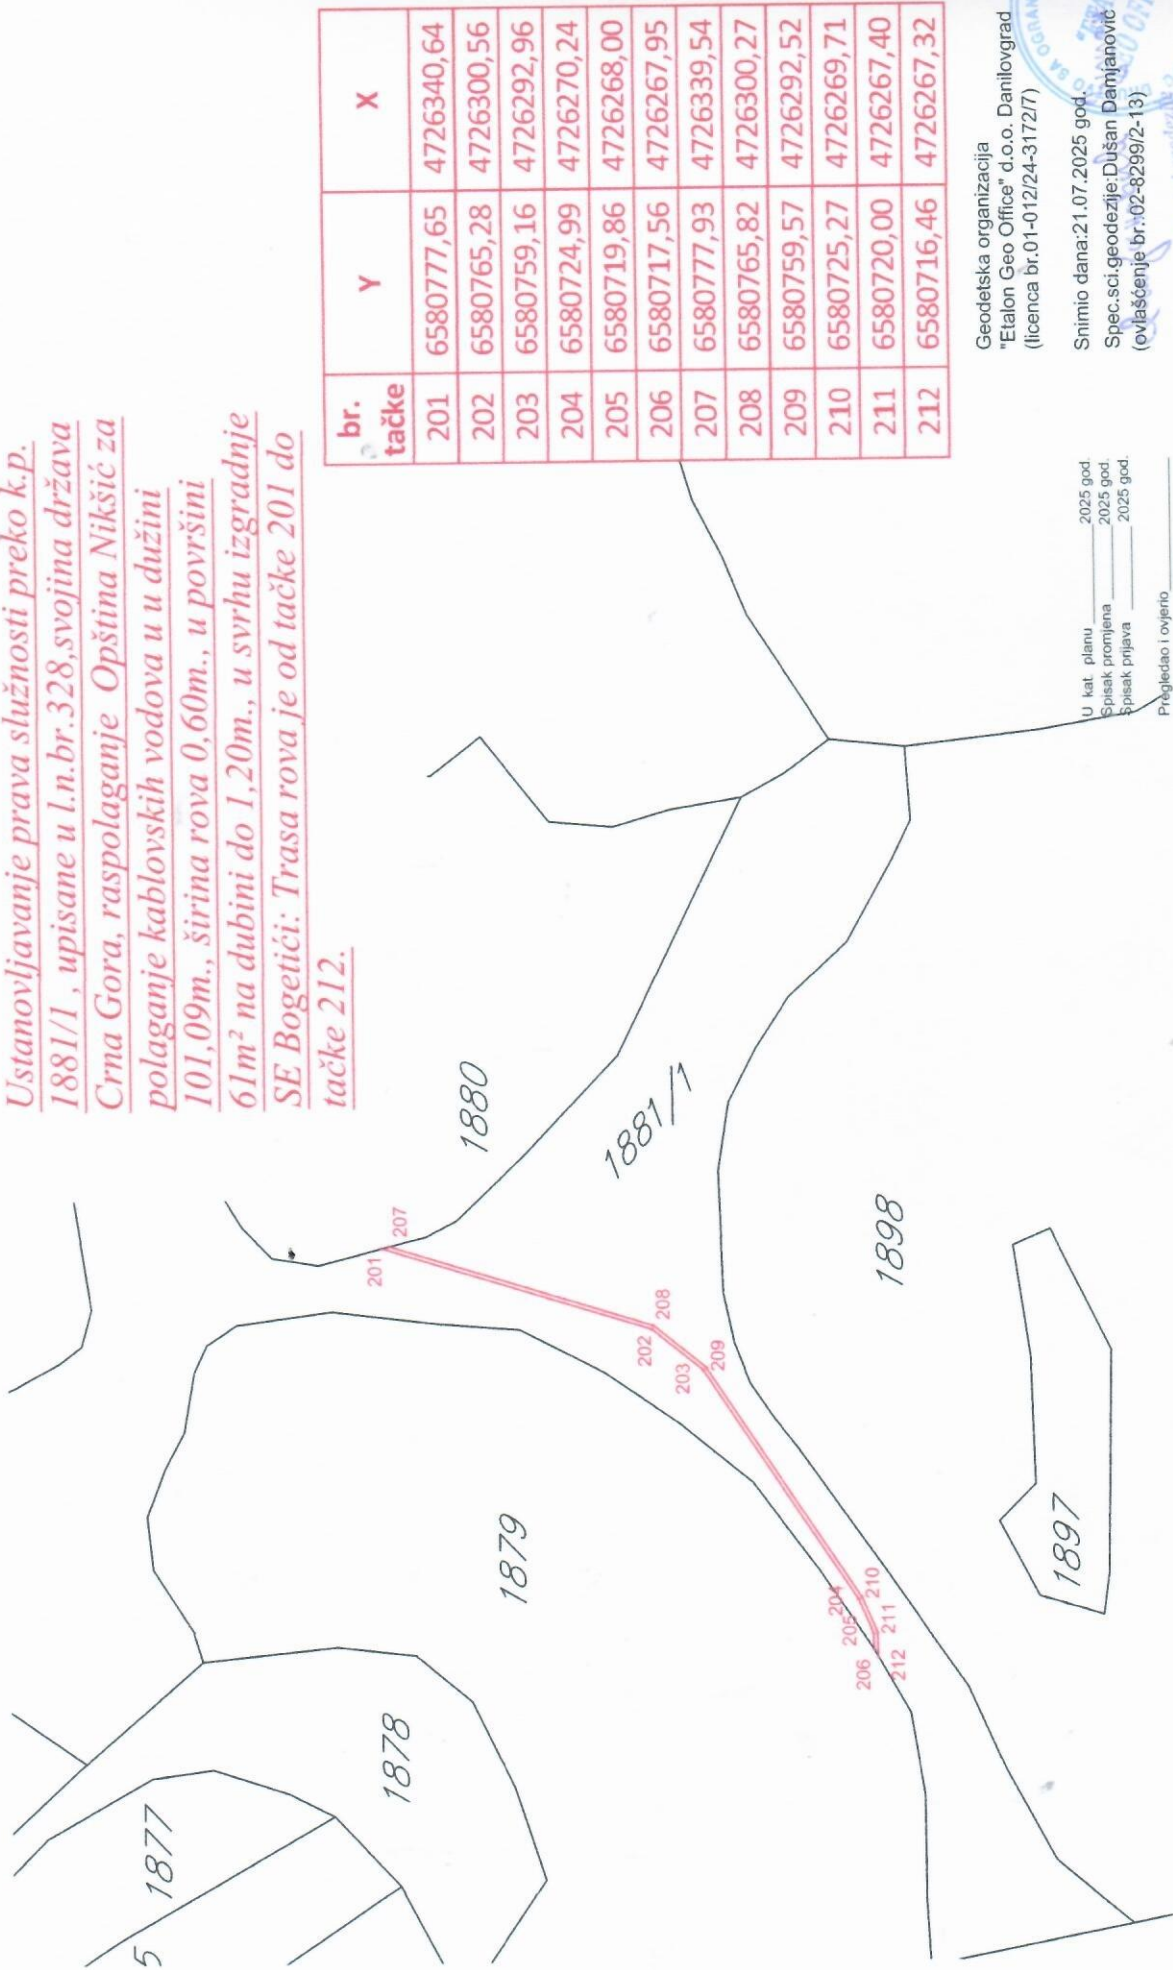 Ustanovljavanje prava služnosti preko k.p.
1881/1 , upisane u l.n.br.328,svojina država
Crna Gora, raspolaganje Opština Nikšić za
polaganje kablovskih vodova u u dužini
101,09m., širina rova 0,60m., u površini
61m² na dubini do 1,20m., u svrhu izgradnje
SE Bogetići: Trasa rova je od tačke 201 do
tačke 212.
br. tačke Y X
201 6580777,65 4726340,64
202 6580765,28 4726300,56
203 6580759,16 4726292,96
204 6580724,99 4726270,24
205 6580719,86 4726268,00
206 6580717,56 4726267,95
207 6580777,93 4726339,54
208 6580765,82 4726300,27
209 6580759,57 4726292,52
210 6580725,27 4726269,71
211 6580720,00 4726267,40
212 6580716,46 4726267,32
5
1877
1878
1879
1880
1881/1
1898
1897
201
207
202
208
203
209
204
210
205
211
206
212
Geodetska organizacija
"Etalon Geo Office" d.o.o. Danilovgrad
(licenca br.01-012/24-3172/7)
Snimio dana:21.07.2025 god.
Spec.sci.geodezije:Dušan Damjanović
(ovlašćenje br.:02-8299/2-13)
U kat. planu 2025 god.
Spisak promjena 2025 god.
Spisak prijava 2025 god.
Pregledao i ovjerio